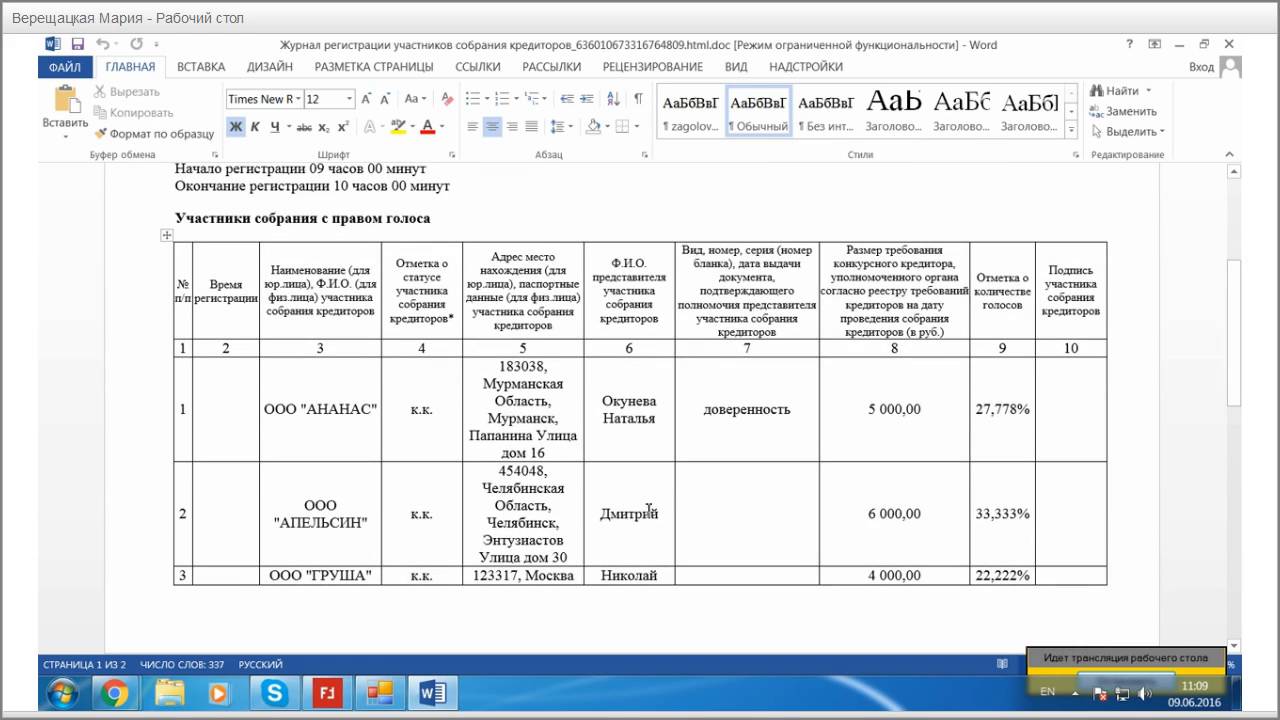 Верещацкая Мария - Рабочий стол
Журнал регистрации участников собрания кредиторов_636010673316764809.html.doc [Режим ограниченной функциональности] - Word
ФАЙЛ ГЛАВНАЯ ВСТАВКА ДИЗАЙН РАЗМЕТКА СТРАНИЦЫ ССЫЛКИ РАССЫЛКИ РЕЦЕНЗИРОВАНИЕ ВИД НАДСТРОЙКИ Вход
Вставить
Вырезать
Копировать
Формат по образцу
Буфер обмена
Times New R 12
Ж К Ч abc x₂ x²
Шрифт
Абзац
АаБбВвГ АаБбВвГ АаБбВвГ АаЬ АаБбС АаБбІ
¶ zagolov... ¶ Обычный ¶ Без инт... Заголово... Заголово... Заголово...
Стили
Найти
Заменить
Выделить
Редактирование
Начало регистрации 09 часов 00 минут
Окончание регистрации 10 часов 00 минут
Участники собрания с правом голоса
№
п/п
Время
регистрации
Наименование (для
юр.лица), Ф.И.О. (для
физ.лица) участника
собрания кредиторов
Отметка о
статусе
участника
собрания
кредиторов*
Адрес место
нахождения (для
юр.лица), паспортные
данные (для физ.лица)
участника собрания
кредиторов
Ф.И.О.
представителя
участника
собрания
кредиторов
Вид, номер, серия (номер
бланка), дата выдачи
документа,
подтверждающего
полномочия представителя
участника собрания
кредиторов
Размер требования
конкурсного кредитора,
уполномоченного органа
согласно реестру требований
кредиторов на дату
проведения собрания
кредиторов (в руб.)
Отметка о
количестве
голосов
Подпись
участника
собрания
кредиторов
1 2 3 4 5 6 7 8 9 10
1
ООО "АНАНАС"
к.к.
183038,
Мурманская
Область,
Мурманск,
Папанина Улица
дом 16
Окунева
Наталья
доверенность
5 000,00
27,778%
2
ООО
"АПЕЛЬСИН"
к.к.
454048,
Челябинская
Область,
Челябинск,
Энтузиастов
Улица дом 30
Дмитрий
6 000,00
33,333%
3 ООО "ГРУША" к.к. 123317, Москва Николай 4 000,00 22,222%
СТРАНИЦА 1 ИЗ 2 ЧИСЛО СЛОВ: 337 РУССКИЙ
Идет трансляция рабочего стола
EN
11:09
09.06.2016